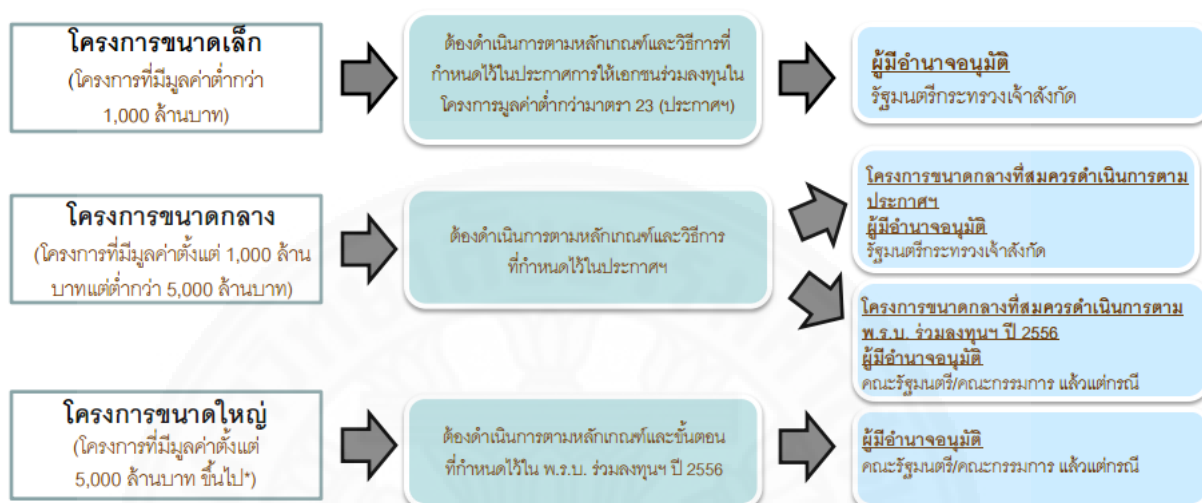 โครงการขนาดเล็ก
(โครงการที่มีมูลค่าต่ำกว่า
1,000 ล้านบาท)
ต้องดำเนินการตามหลักเกณฑ์และวิธีการที่
กำหนดไว้ในประกาศการให้เอกชนร่วมลงทุนใน
โครงการมูลค่าต่ำกว่ามาตรา 23 (ประกาศฯ)
ผู้มีอำนาจอนุมัติ
รัฐมนตรีกระทรวงเจ้าสังกัด
โครงการขนาดกลาง
(โครงการที่มีมูลค่าตั้งแต่ 1,000 ล้าน
บาทแต่ต่ำกว่า 5,000 ล้านบาท)
ต้องดำเนินการตามหลักเกณฑ์และวิธีการ
ที่กำหนดไว้ในประกาศฯ
โครงการขนาดกลางที่สมควรดำเนินการตาม
ประกาศฯ
ผู้มีอำนาจอนุมัติ
รัฐมนตรีกระทรวงเจ้าสังกัด
โครงการขนาดกลางที่สมควรดำเนินการตาม
พ.ร.บ. ร่วมลงทุนฯ ปี 2556
ผู้มีอำนาจอนุมัติ
คณะรัฐมนตรี/คณะกรรมการ แล้วแต่กรณี
โครงการขนาดใหญ่
(โครงการที่มีมูลค่าตั้งแต่
5,000 ล้านบาท ขึ้นไป*)
ต้องดำเนินการตามหลักเกณฑ์และขั้นตอน
ที่กำหนดไว้ใน พ.ร.บ. ร่วมลงทุนฯ ปี 2556
ผู้มีอำนาจอนุมัติ
คณะรัฐมนตรี/คณะกรรมการ แล้วแต่กรณี